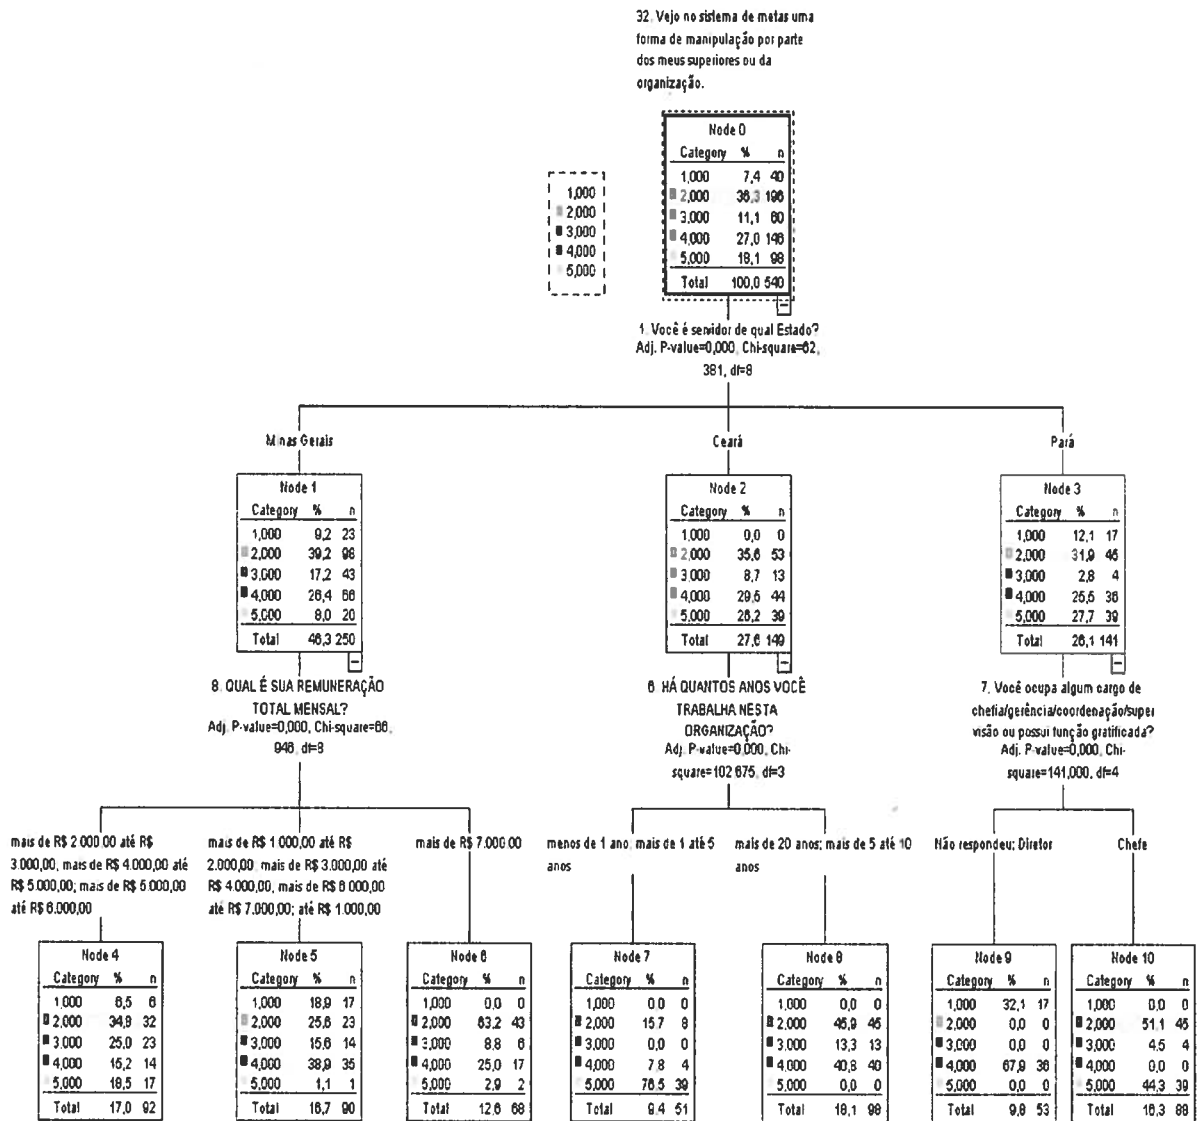 32. Vejo no sistema de metas uma
forma de manipulação por parte
dos meus superiores ou da
organização.
Node 0
Category % n
1,000 7,4 40
2,000 36,3 196
3,000 11,1 60
4,000 27,0 146
5,000 18,1 98
Total 100,0 540
1,000
2,000
3,000
4,000
5,000
1. Você é servidor de qual Estado?
Adj. P-value=0,000, Chi-square=62,
381, df=8
Minas Gerais
Ceará
Pará
Node 1
Category % n
1,000 9,2 23
2,000 39,2 98
3,000 17,2 43
4,000 26,4 66
5,000 8,0 20
Total 46,3 250
Node 2
Category % n
1,000 0,0 0
2,000 35,6 53
3,000 8,7 13
4,000 29,5 44
5,000 26,2 39
Total 27,6 149
Node 3
Category % n
1,000 12,1 17
2,000 31,9 45
3,000 2,8 4
4,000 25,5 36
5,000 27,7 39
Total 26,1 141
8. QUAL É SUA REMUNERAÇÃO
TOTAL MENSAL?
Adj. P-value=0,000, Chi-square=66,
946, df=8
6. HÁ QUANTOS ANOS VOCÊ
TRABALHA NESTA
ORGANIZAÇÃO?
Adj. P-value=0,000, Chi-
square=102,675, df=3
7. Você ocupa algum cargo de
chefia/gerência/coordenação/super
visão ou possui função gratificada?
Adj. P-value=0,000, Chi-
square=141,000, df=4
mais de R$ 2.000,00 até R$
3.000,00, mais de R$ 4.000,00 até
R$ 5.000,00; mais de R$ 5.000,00
até R$ 6.000,00
mais de R$ 1.000,00 até R$
2.000,00, mais de R$ 3.000,00 até
R$ 4.000,00, mais de R$ 6.000,00
até R$ 7.000,00; até R$ 1.000,00
mais de R$ 7.000,00
menos de 1 ano; mais de 1 até 5
anos
mais de 20 anos; mais de 5 até 10
anos
Não respondeu; Diretor
Chefe
Node 4
Category % n
1,000 6,5 6
2,000 34,8 32
3,000 25,0 23
4,000 15,2 14
5,000 18,5 17
Total 17,0 92
Node 5
Category % n
1,000 18,9 17
2,000 25,6 23
3,000 15,6 14
4,000 38,9 35
5,000 1,1 1
Total 16,7 90
Node 6
Category % n
1,000 0,0 0
2,000 63,2 43
3,000 8,8 6
4,000 25,0 17
5,000 2,9 2
Total 12,6 68
Node 7
Category % n
1,000 0,0 0
2,000 15,7 8
3,000 0,0 0
4,000 7,8 4
5,000 76,5 39
Total 9,4 51
Node 8
Category % n
1,000 0,0 0
2,000 45,9 45
3,000 13,3 13
4,000 40,8 40
5,000 0,0 0
Total 18,1 98
Node 9
Category % n
1,000 32,1 17
2,000 0,0 0
3,000 0,0 0
4,000 67,9 36
5,000 0,0 0
Total 9,8 53
Node 10
Category % n
1,000 0,0 0
2,000 51,1 45
3,000 4,5 4
4,000 0,0 0
5,000 44,3 39
Total 16,3 88